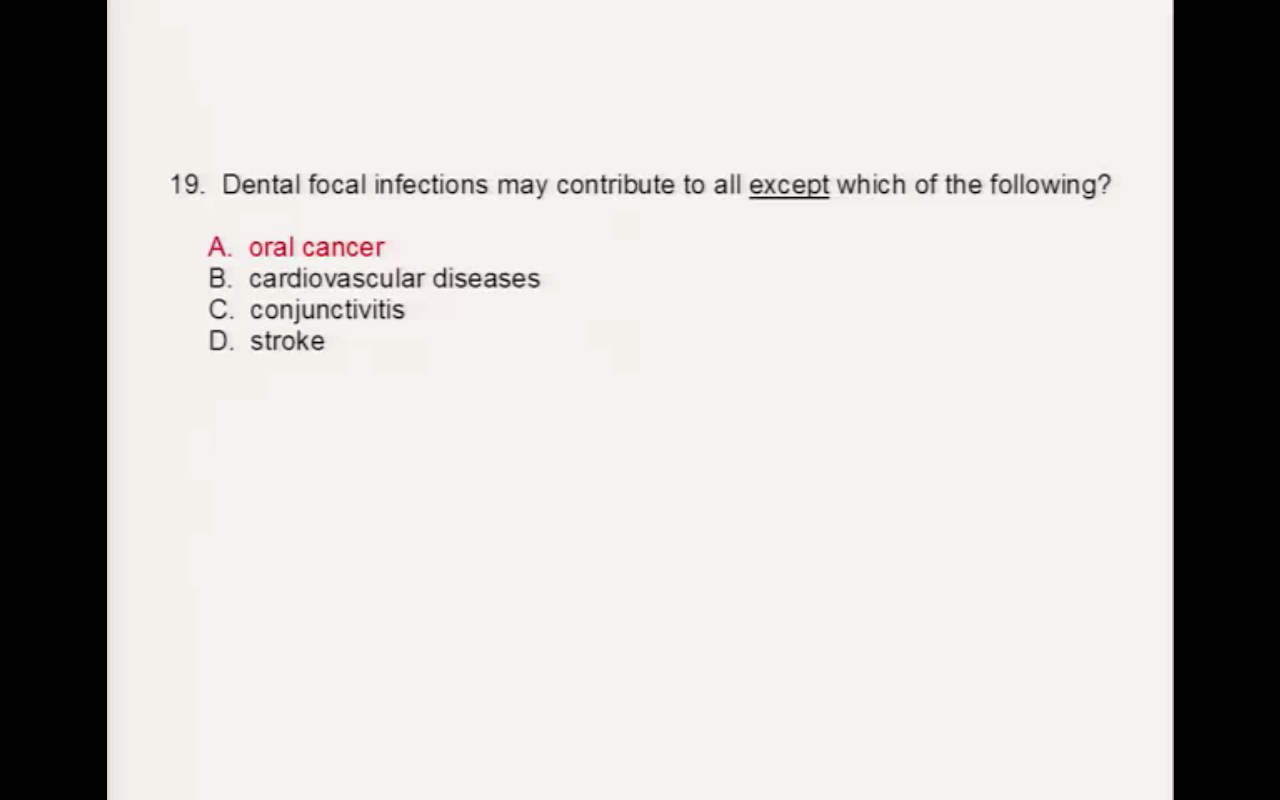 19. Dental focal infections may contribute to all except which of the following?
A. oral cancer
B. cardiovascular diseases
C. conjunctivitis
D. stroke